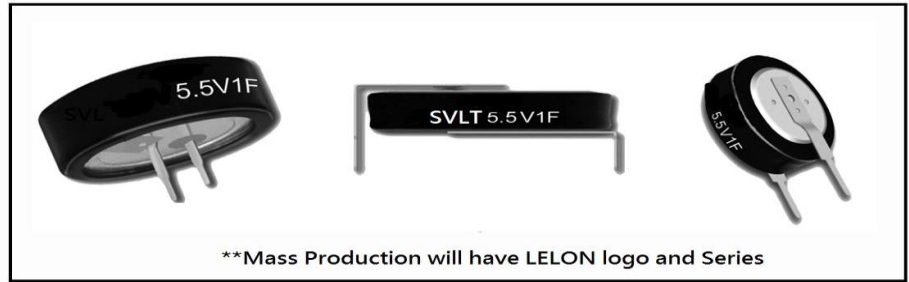 SVL
5.5V1F
SVLT 5.5V1F
5.5V1F
**Mass Production will have LELON logo and Series